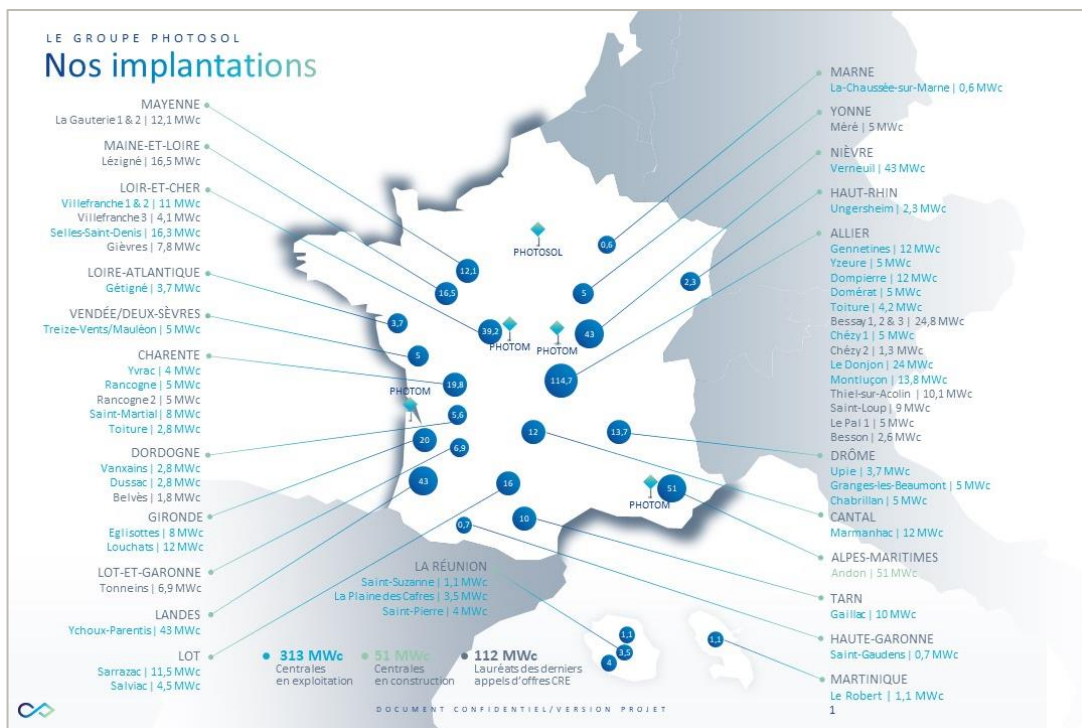 LE GROUPE PHOTOSOL
Nos implantations
MAYENNE
La Gauterie 1 & 2 | 12,1 MWc
MAINE-ET-LOIRE
Lézigné | 16,5 MWc
LOIR-ET-CHER
Villefranche 1 & 2 | 11 MWc
Villefranche 3 | 4,1 MWc
Selles-Saint-Denis | 16,3 MWc
Gièvres | 7,8 MWc
LOIRE-ATLANTIQUE
Gétigné | 3,7 MWc
VENDÉE/DEUX-SÈVRES
Treize-Vents/Mauléon | 5 MWc
CHARENTE
Yvrac | 4 MWc
Rancogne | 5 MWc
Rancogne 2 | 5 MWc
Saint-Martial | 8 MWc
Toiture | 2,8 MWc
DORDOGNE
Vanxains | 2,8 MWc
Dussac | 2,8 MWc
Belvès | 1,8 MWc
GIRONDE
Eglisottes | 8 MWc
Louchats | 12 MWc
LOT-ET-GARONNE
Tonneins | 6,9 MWc
LANDES
Ychoux-Parentis | 43 MWc
LOT
Sarrazac | 11,5 MWc
Salviac | 4,5 MWc
PHOTOSOL
0,6
12,1
2,3
16,5
5
3,7
39,2
PHOTOM
PHOTOM
43
5
19,8
114,7
PHOTOM
5,6
20
12
13,7
6,9
43
16
51
PHOTOM
0,7
10
LA RÉUNION
Saint-Suzanne | 1,1 MWc
La Plaine des Cafres | 3,5 MWc
Saint-Pierre | 4 MWc
1,1
3,5
4
1,1
MARNE
La-Chaussée-sur-Marne | 0,6 MWc
YONNE
Méré | 5 MWc
NIÈVRE
Verneuil | 43 MWc
HAUT-RHIN
Ungersheim | 2,3 MWc
ALLIER
Gennetines | 12 MWc
Yzeure | 5 MWc
Dompierre | 12 MWc
Domérat | 5 MWc
Toiture | 4,2 MWc
Bessay 1, 2 & 3 | 24,8 MWc
Chézy 1 | 5 MWc
Chézy 2 | 1,3 MWc
Le Donjon | 24 MWc
Montluçon | 13,8 MWc
Thiel-sur-Acolin | 10,1 MWc
Saint-Loup | 9 MWc
Le Pal 1 | 5 MWc
Besson | 2,6 MWc
DRÔME
Upie | 3,7 MWc
Granges-les-Beaumont | 5 MWc
Chabrillan | 5 MWc
CANTAL
Marmanhac | 12 MWc
ALPES-MARITIMES
Andon | 51 MWc
TARN
Gaillac | 10 MWc
HAUTE-GARONNE
Saint-Gaudens | 0,7 MWc
MARTINIQUE
Le Robert | 1,1 MWc
313 MWc
Centrales
en exploitation
51 MWc
Centrales
en construction
112 MWc
Lauréats des derniers
appels d'offres CRE
DOCUMENT CONFIDENTIEL/VERSION PROJET
1